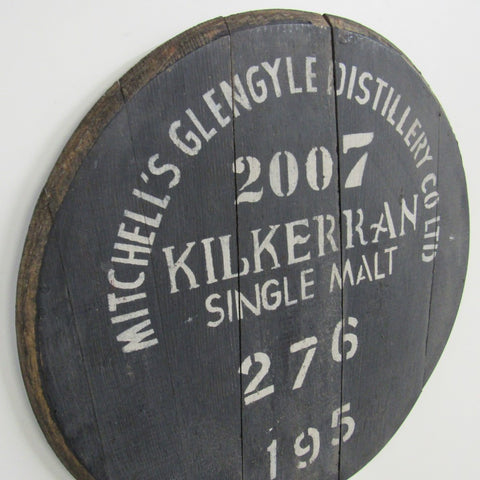 MITCHELL'S GLENGYLE DISTILLERY CO LTD
2007
KILKERRAN
SINGLE MALT
276
195